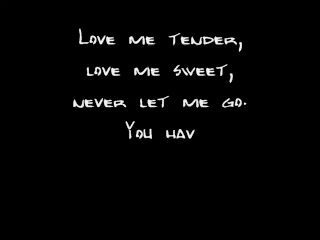 Love me tender,
love me sweet,
never let me go.
You hav